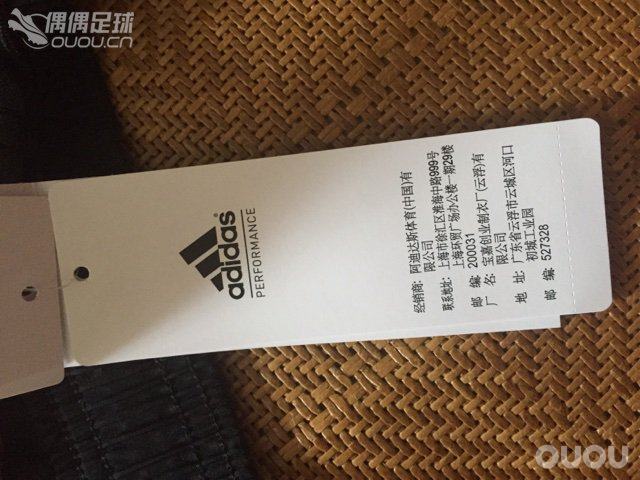 偶偶足球
OUOU.CN
adidas
PERFORMANCE
经销商: 阿迪达斯体育(中国)有
限公司
联系地址: 上海市徐汇区淮海中路999号
上海环贸广场办公楼一期29楼
邮 编: 200031
厂 名: 宝嘉创业制衣厂(云浮)有
限公司
地 址: 广东省云浮市云城区河口
初城工业园
邮 编: 527328
OUOU